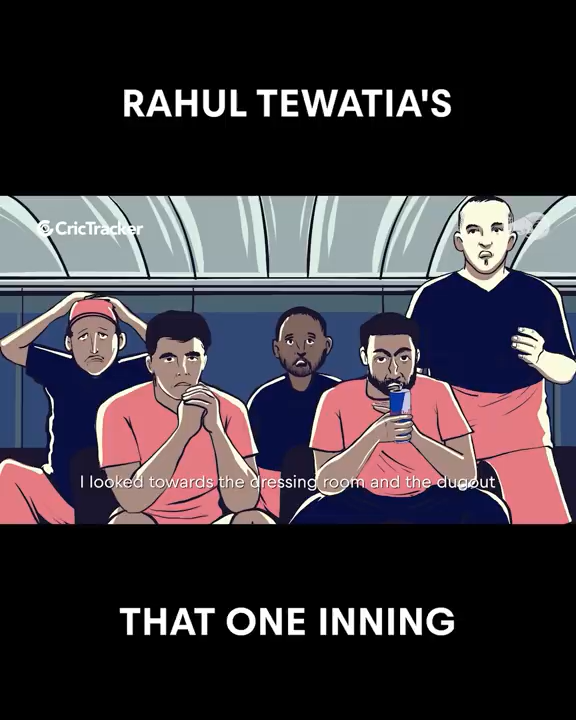 RAHUL TEWATIA'S
CricTracker
I looked towards the dressing room and the dugout
THAT ONE INNING